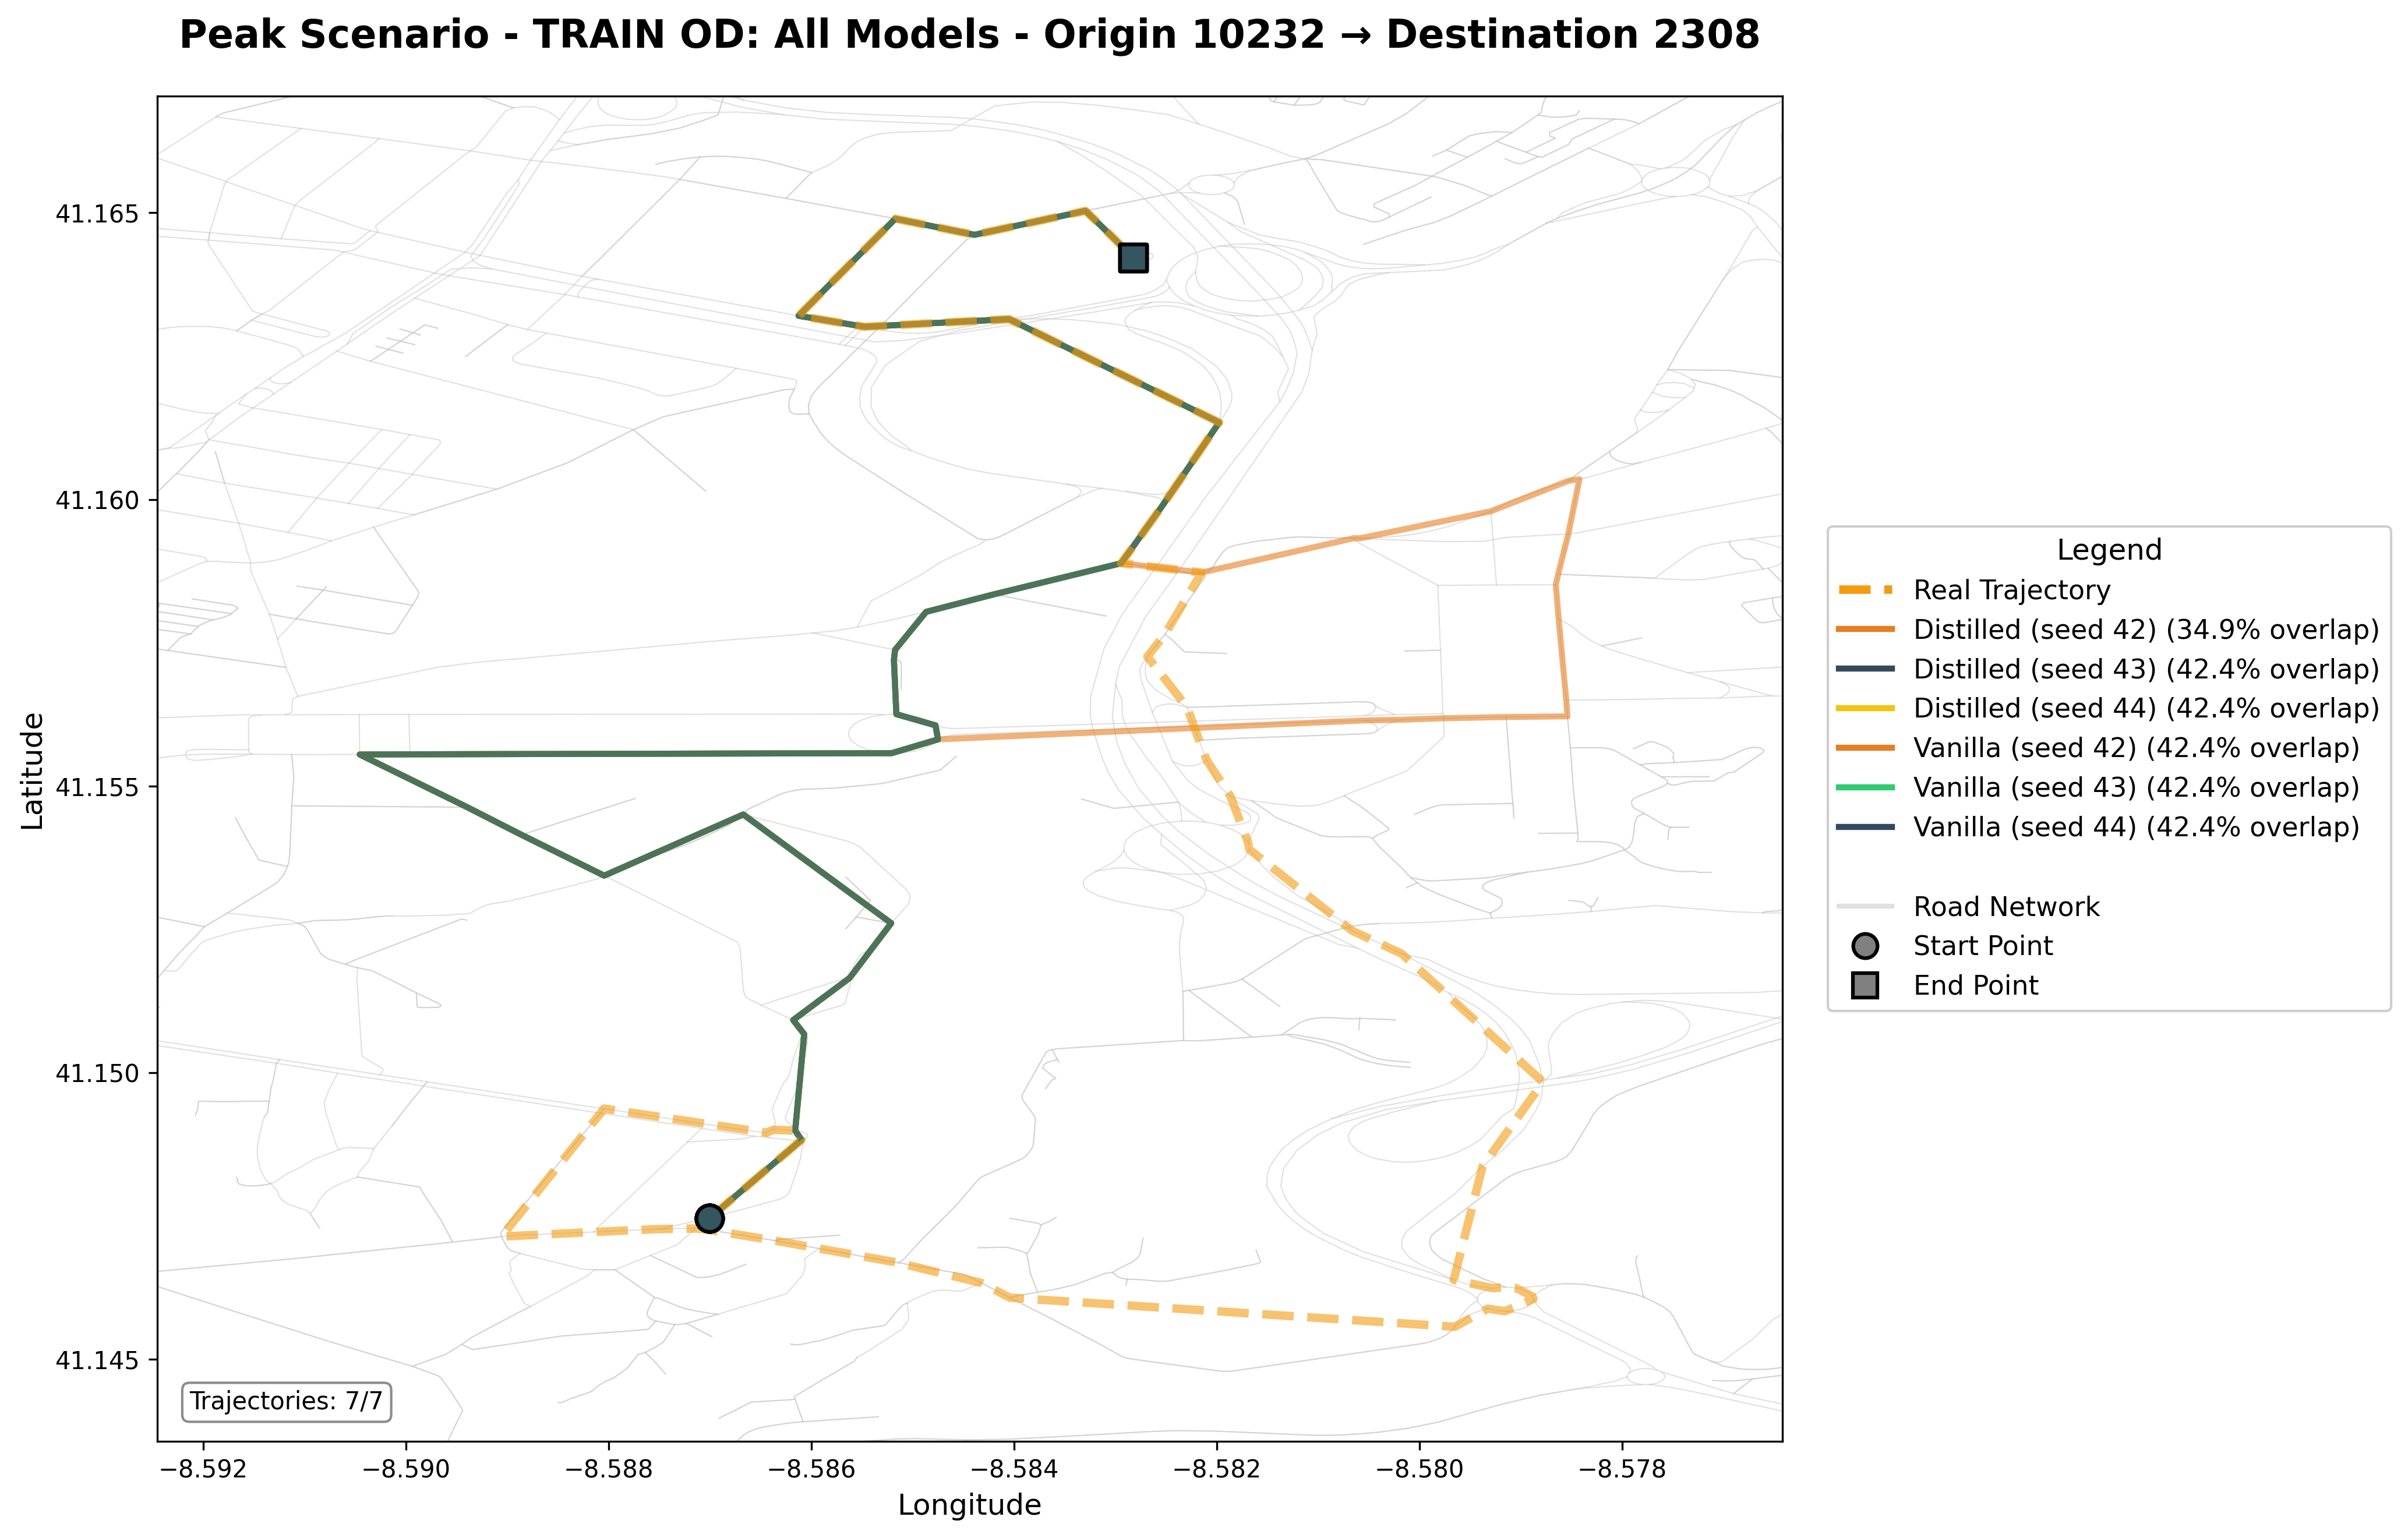 Peak Scenario - TRAIN OD: All Models - Origin 10232 → Destination 2308
41.165
41.160
41.155
41.150
41.145
Latitude
−8.592
−8.590
−8.588
−8.586
−8.584
−8.582
−8.580
−8.578
Longitude
Trajectories: 7/7
Legend
Real Trajectory
Distilled (seed 42) (34.9% overlap)
Distilled (seed 43) (42.4% overlap)
Distilled (seed 44) (42.4% overlap)
Vanilla (seed 42) (42.4% overlap)
Vanilla (seed 43) (42.4% overlap)
Vanilla (seed 44) (42.4% overlap)
Road Network
Start Point
End Point